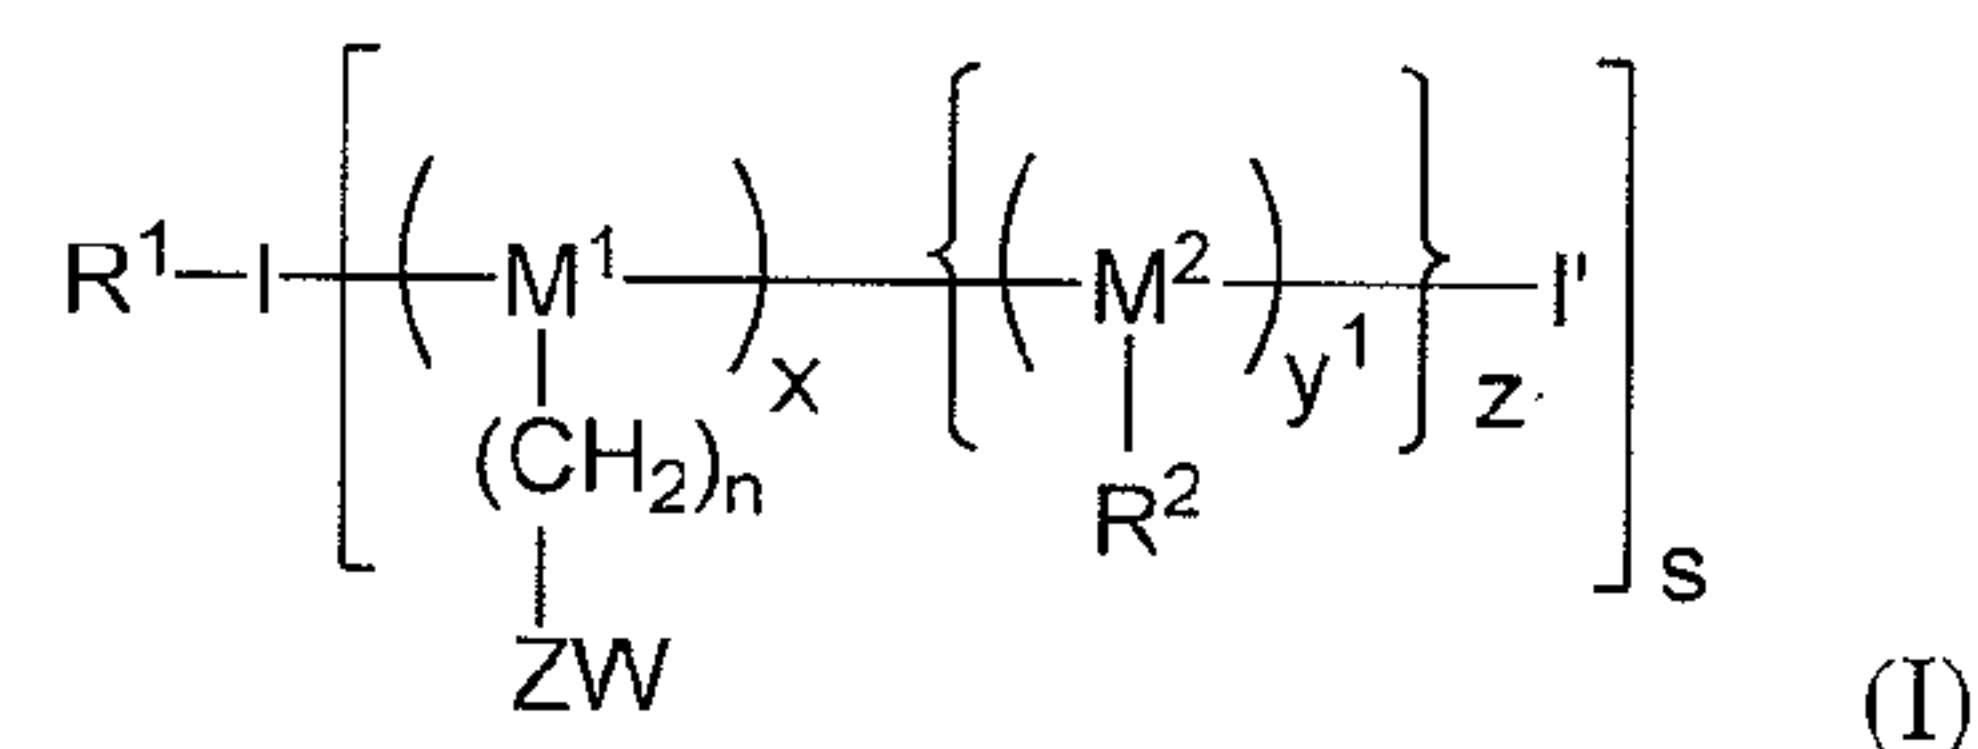 R¹—I—[—(—M¹—)x—{—(—M²—)y¹—}z—I']s
(CH₂)n
R²
ZW
(I)